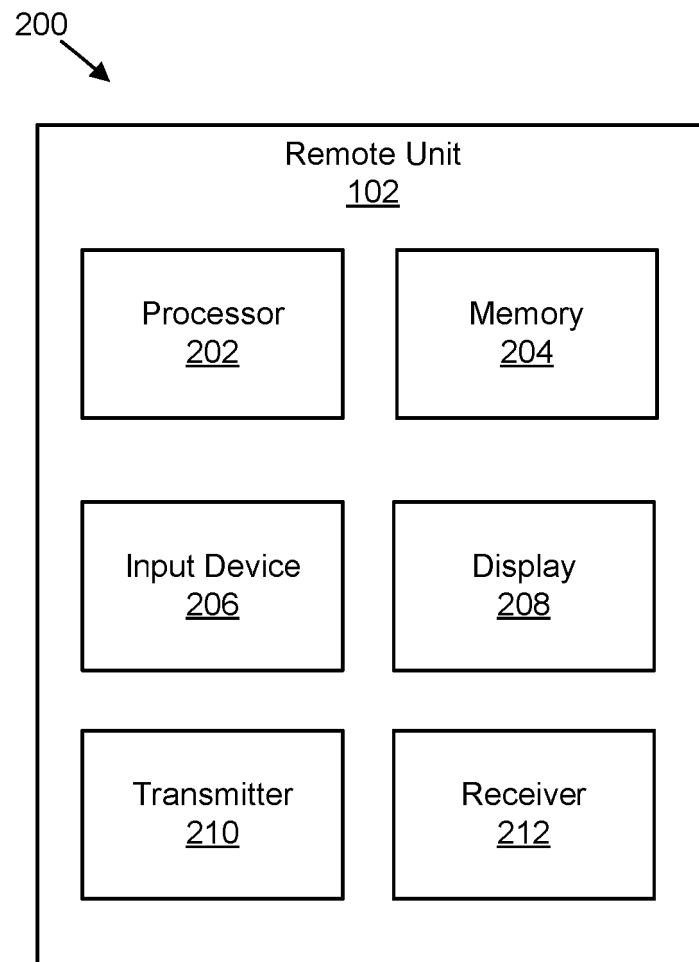 200
Remote Unit
102
Processor
202
Memory
204
Input Device
206
Display
208
Transmitter
210
Receiver
212